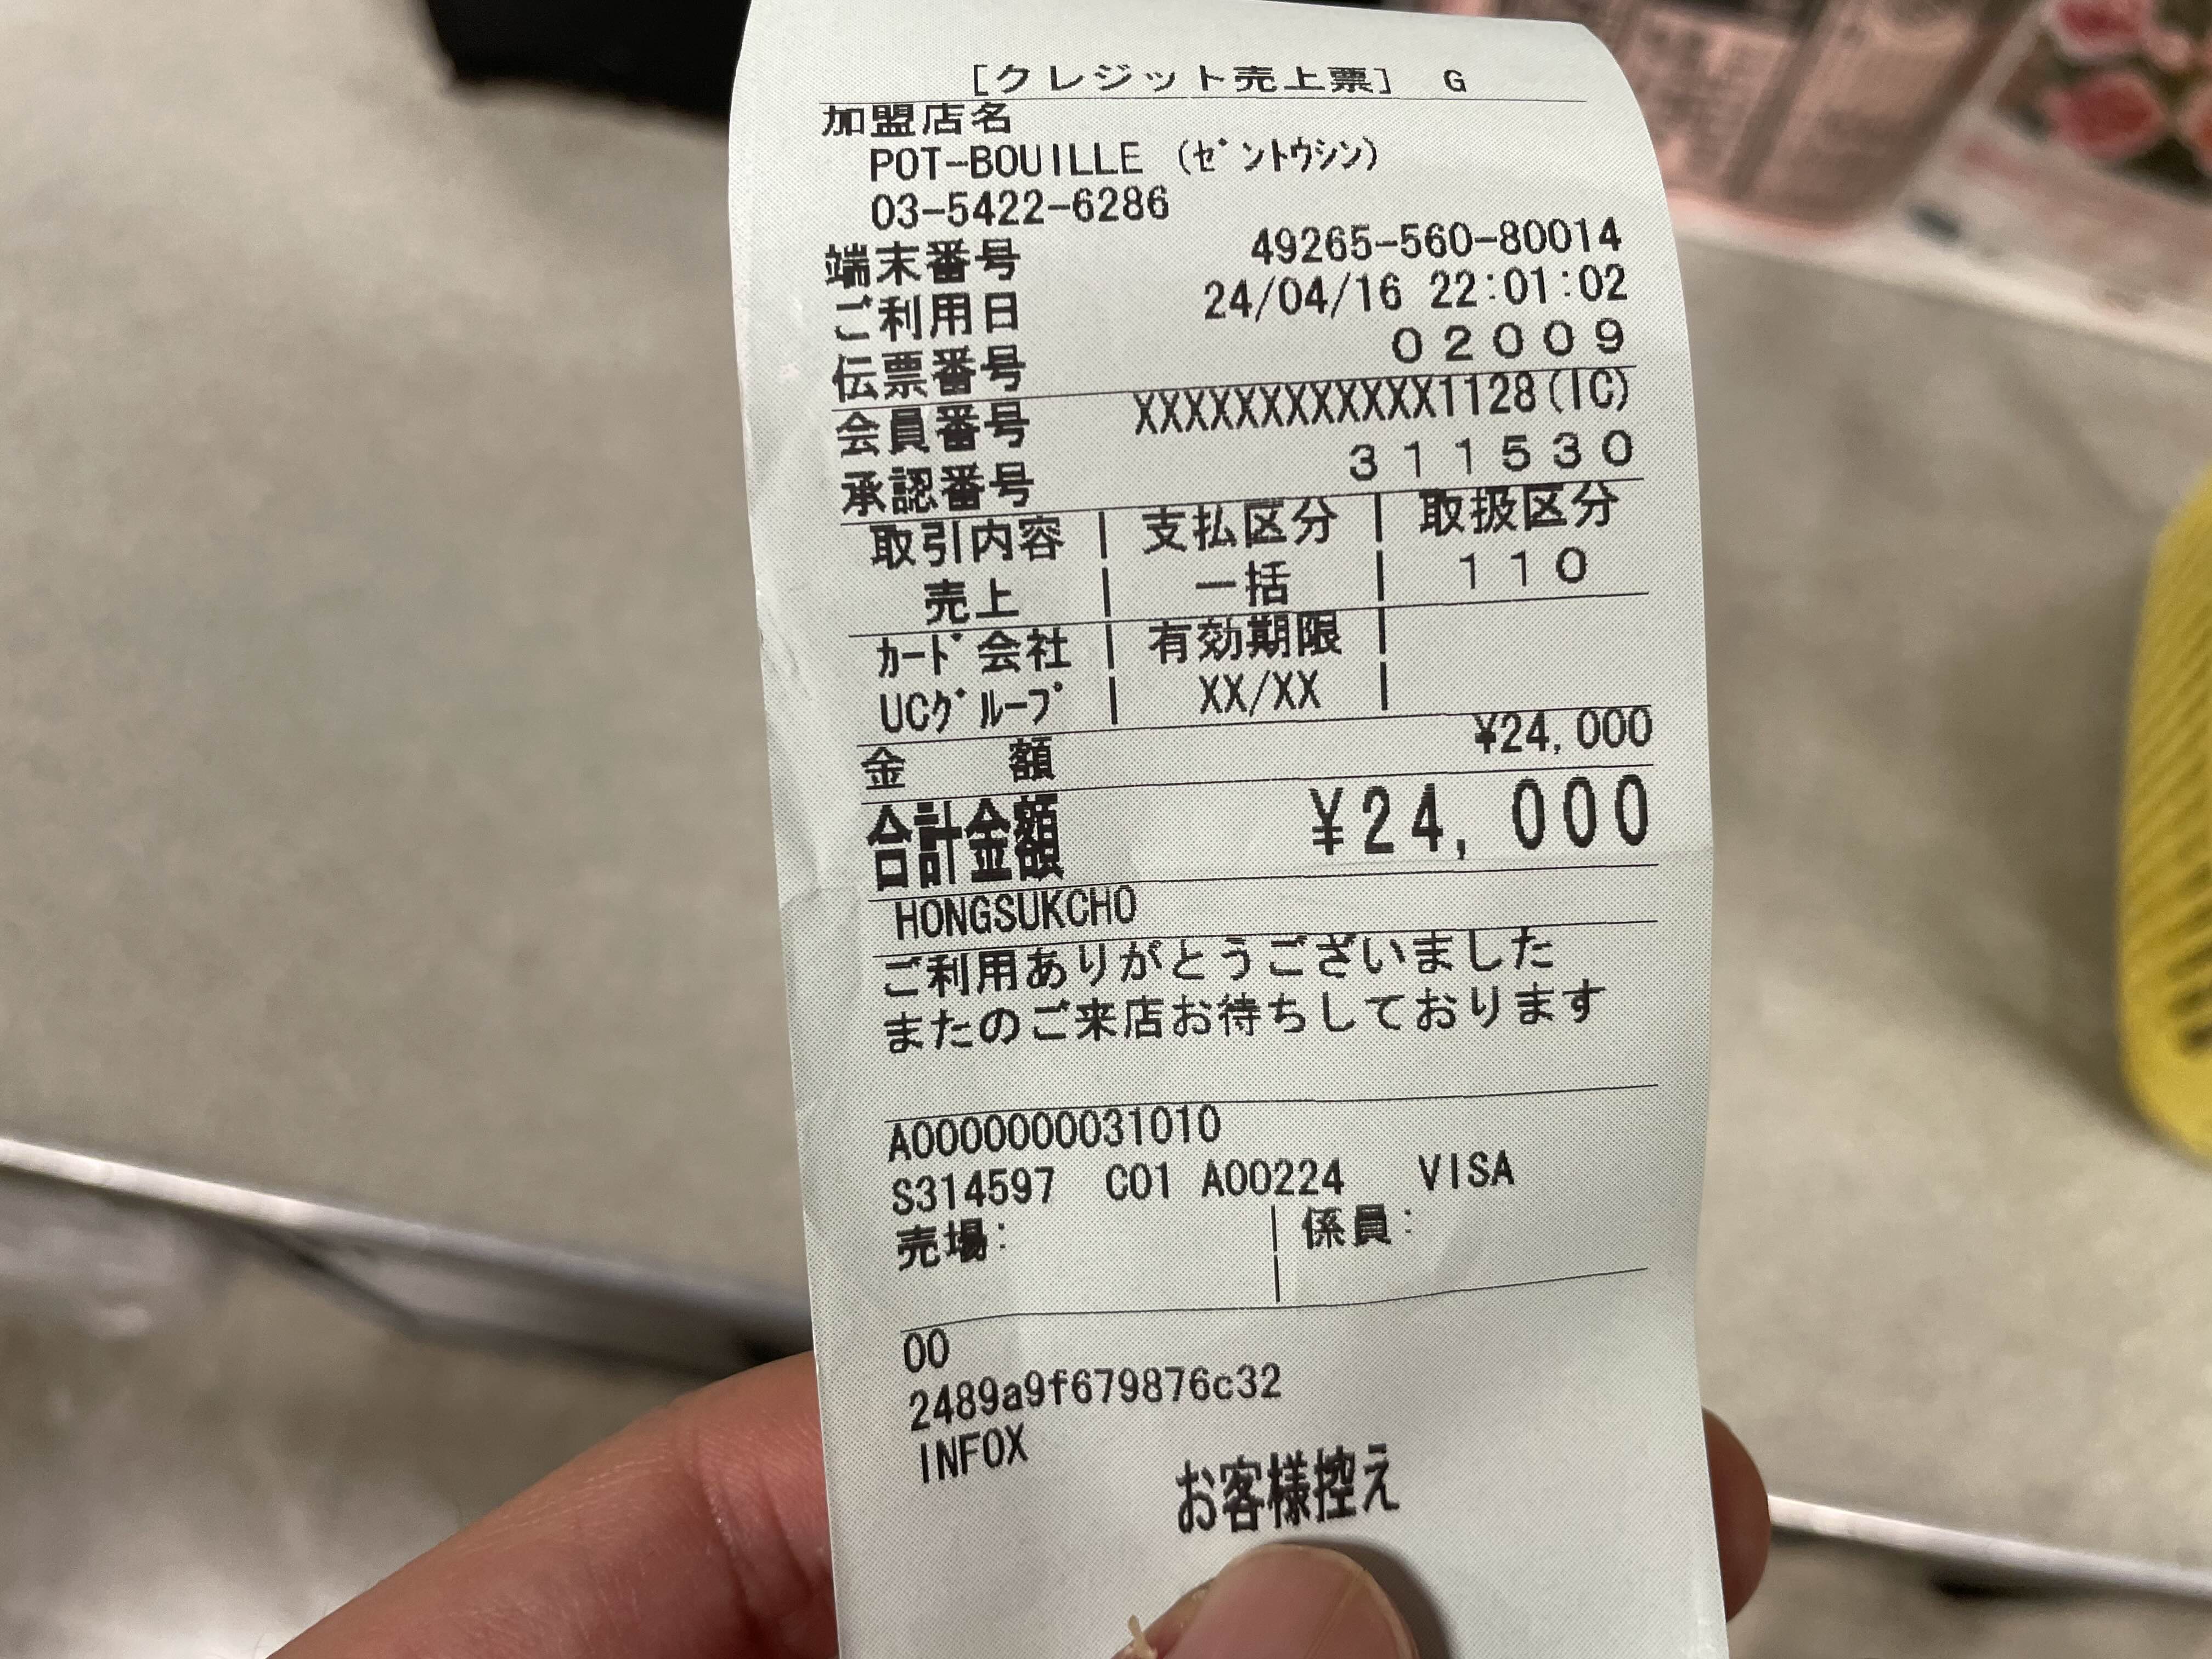 [クレジット売上票] G
加盟店名
POT-BOUILLE (ｾﾞﾝﾄｳｼﾝ)
03-5422-6286
端末番号 49265-560-80014
ご利用日 24/04/16 22:01:02
伝票番号 02009
会員番号 XXXXXXXXXXXX1128(IC)
承認番号 311530
取引内容 | 支払区分 | 取扱区分
売上 | 一括 | 110
ｶｰﾄﾞ会社 | 有効期限 |
UCｸﾞﾙｰﾌﾟ | XX/XX |
金 額 ¥24,000
合計金額 ¥24,000
HONGSUKCHO
ご利用ありがとうございました
またのご来店お待ちしております
A0000000031010
S314597 C01 A00224 VISA
売場: | 係員:
00
2489a9f679876c32
INFOX
お客様控え